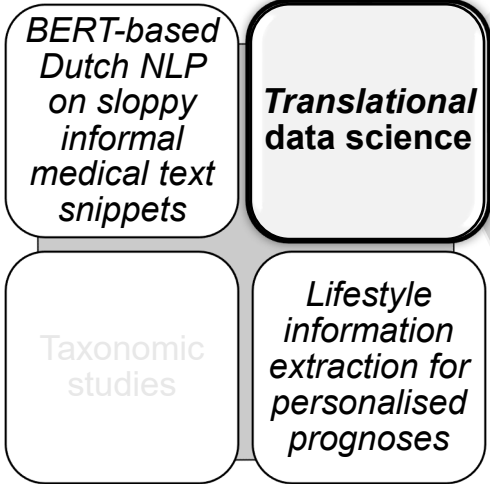 BERT-based
Dutch NLP
on sloppy
informal
medical text
snippets
Translational
data science
Taxonomic
studies
Lifestyle
information
extraction for
personalised
prognoses